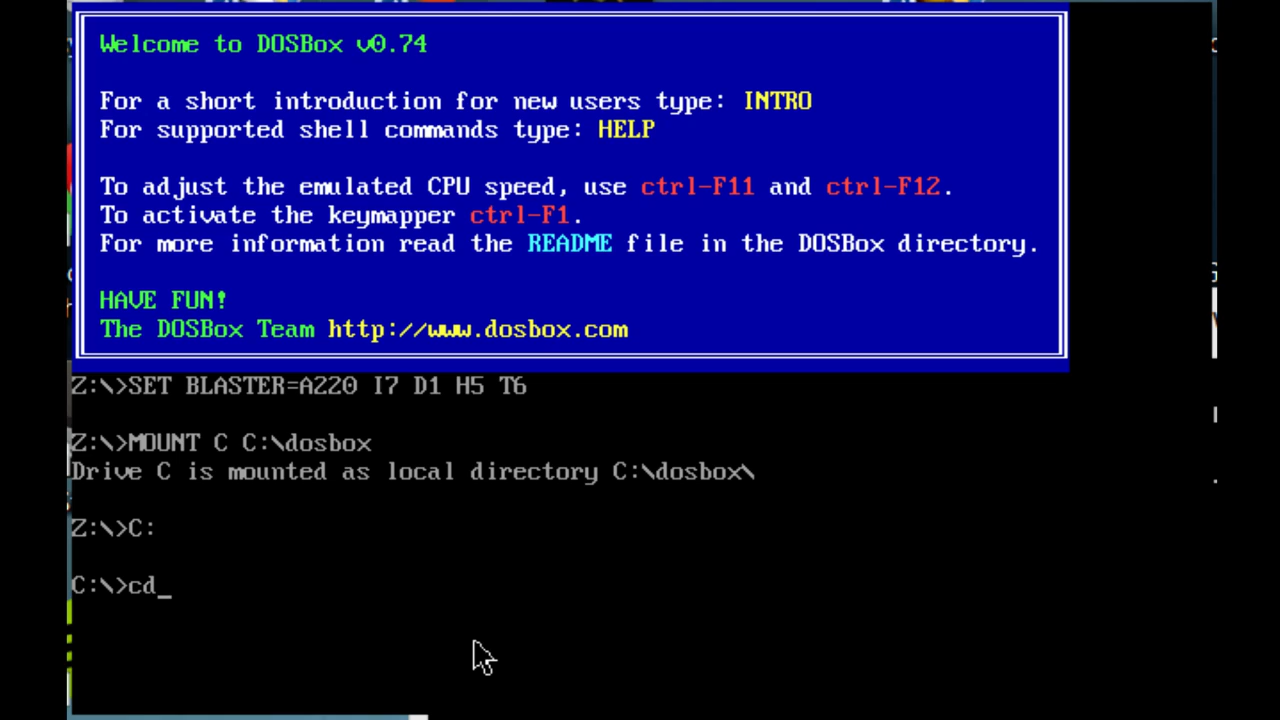 Welcome to DOSBox v0.74
For a short introduction for new users type: INTRO
For supported shell commands type: HELP
To adjust the emulated CPU speed, use ctrl-F11 and ctrl-F12.
To activate the keymapper ctrl-F1.
For more information read the README file in the DOSBox directory.
HAVE FUN!
The DOSBox Team http://www.dosbox.com
Z:\>SET BLASTER=A220 I7 D1 H5 T6
Z:\>MOUNT C C:\dosbox
Drive C is mounted as local directory C:\dosbox\
Z:\>C:
C:\>cd_